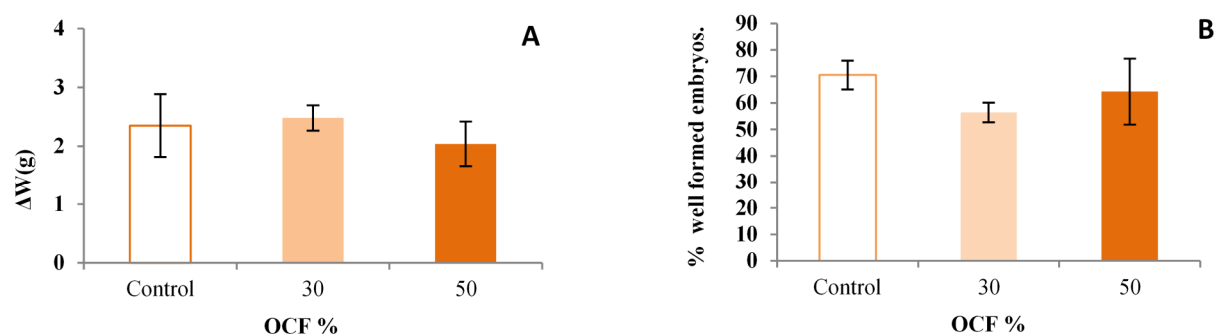 A
4
3
2
1
0
ΔW(g)
Control 30 50
OCF %
B
90
80
70
60
50
40
30
20
10
0
% well formed embryos.
Control 30 50
OCF %